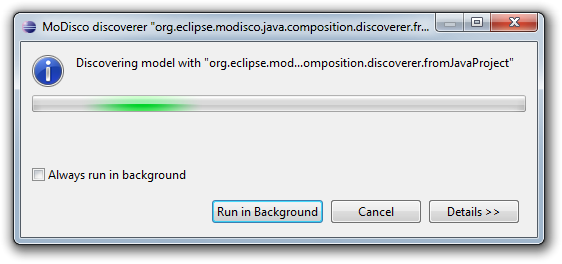 MoDisco discoverer "org.eclipse.modisco.java.composition.discoverer.fr...
Discovering model with "org.eclipse.mod...omposition.discoverer.fromJavaProject"
Always run in background
Run in Background
Cancel
Details >>